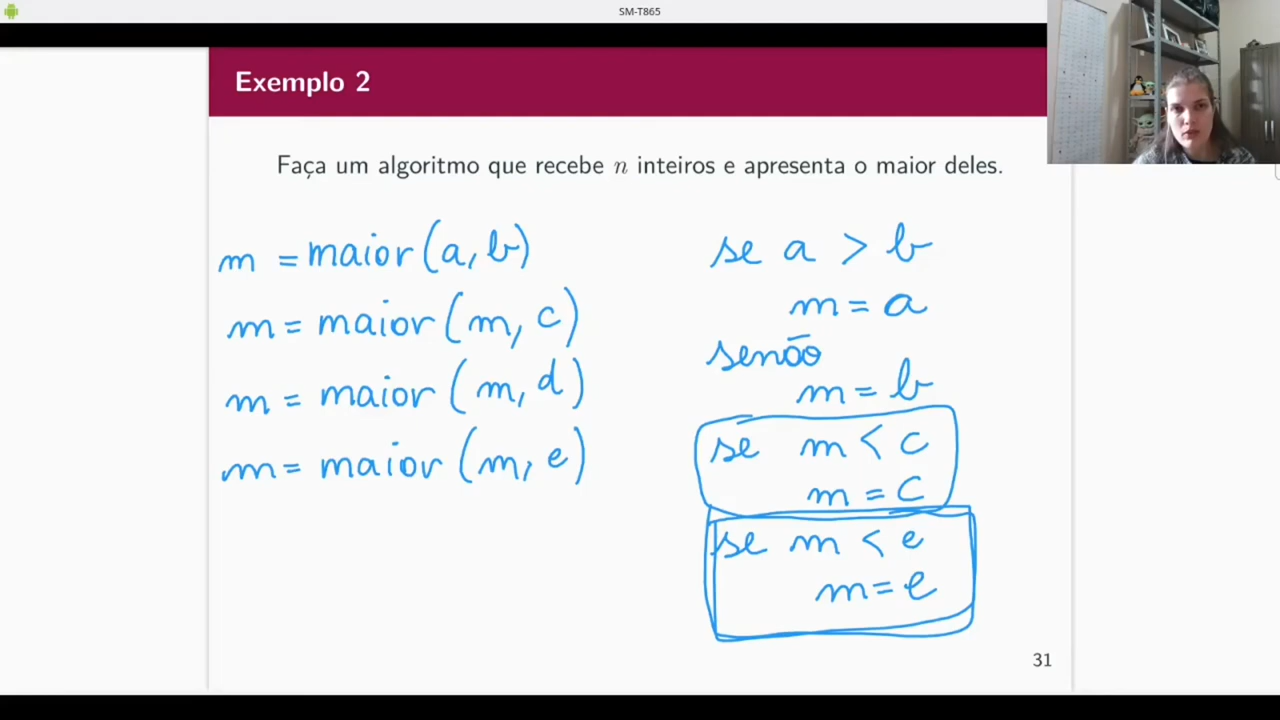 SM-T865
Exemplo 2
Faça um algoritmo que recebe n inteiros e apresenta o maior deles.
m = maior(a, b)
m = maior(m, c)
m = maior(m, d)
m = maior(m, e)
se a > b
m = a
senão
m = b
se m < c
m = c
se m < e
m = e
31